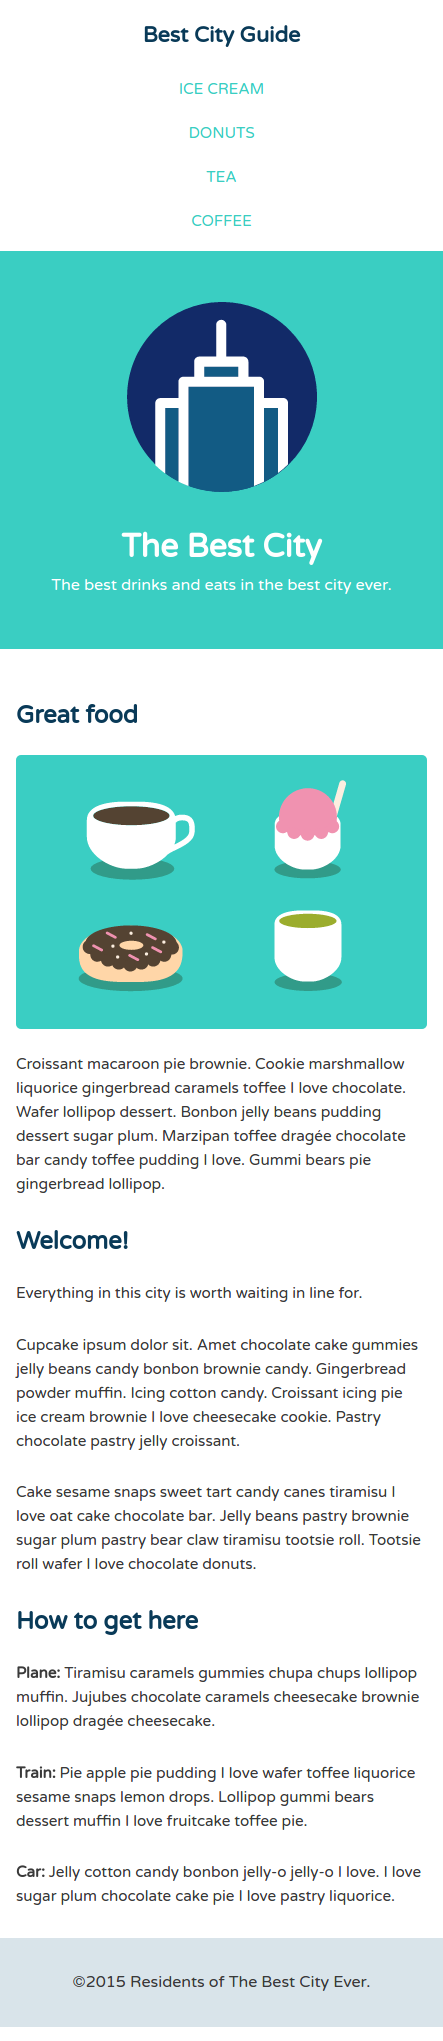 Best City Guide
ICE CREAM
DONUTS
TEA
COFFEE
The Best City
The best drinks and eats in the best city ever.
Great food
Croissant macaroon pie brownie. Cookie marshmallow
liquorice gingerbread caramels toffee I love chocolate.
Wafer lollipop dessert. Bonbon jelly beans pudding
dessert sugar plum. Marzipan toffee dragée chocolate
bar candy toffee pudding I love. Gummi bears pie
gingerbread lollipop.
Welcome!
Everything in this city is worth waiting in line for.
Cupcake ipsum dolor sit. Amet chocolate cake gummies
jelly beans candy bonbon brownie candy. Gingerbread
powder muffin. Icing cotton candy. Croissant icing pie
ice cream brownie I love cheesecake cookie. Pastry
chocolate pastry jelly croissant.
Cake sesame snaps sweet tart candy canes tiramisu I
love oat cake chocolate bar. Jelly beans pastry brownie
sugar plum pastry bear claw tiramisu tootsie roll. Tootsie
roll wafer I love chocolate donuts.
How to get here
Plane: Tiramisu caramels gummies chupa chups lollipop
muffin. Jujubes chocolate caramels cheesecake brownie
lollipop dragée cheesecake.
Train: Pie apple pie pudding I love wafer toffee liquorice
sesame snaps lemon drops. Lollipop gummi bears
dessert muffin I love fruitcake toffee pie.
Car: Jelly cotton candy bonbon jelly-o jelly-o I love. I love
sugar plum chocolate cake pie I love pastry liquorice.
©2015 Residents of The Best City Ever.